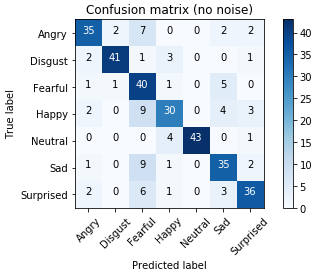 Confusion matrix (no noise)
True label
Angry 35 2 7 0 0 2 2
Disgust 2 41 1 3 0 0 1
Fearful 1 1 40 1 0 5 0
Happy 2 0 9 30 0 4 3
Neutral 0 0 0 4 43 0 1
Sad 1 0 9 1 0 35 2
Surprised 2 0 6 1 0 3 36
Angry Disgust Fearful Happy Neutral Sad Surprised
Predicted label
40
35
30
25
20
15
10
5
0